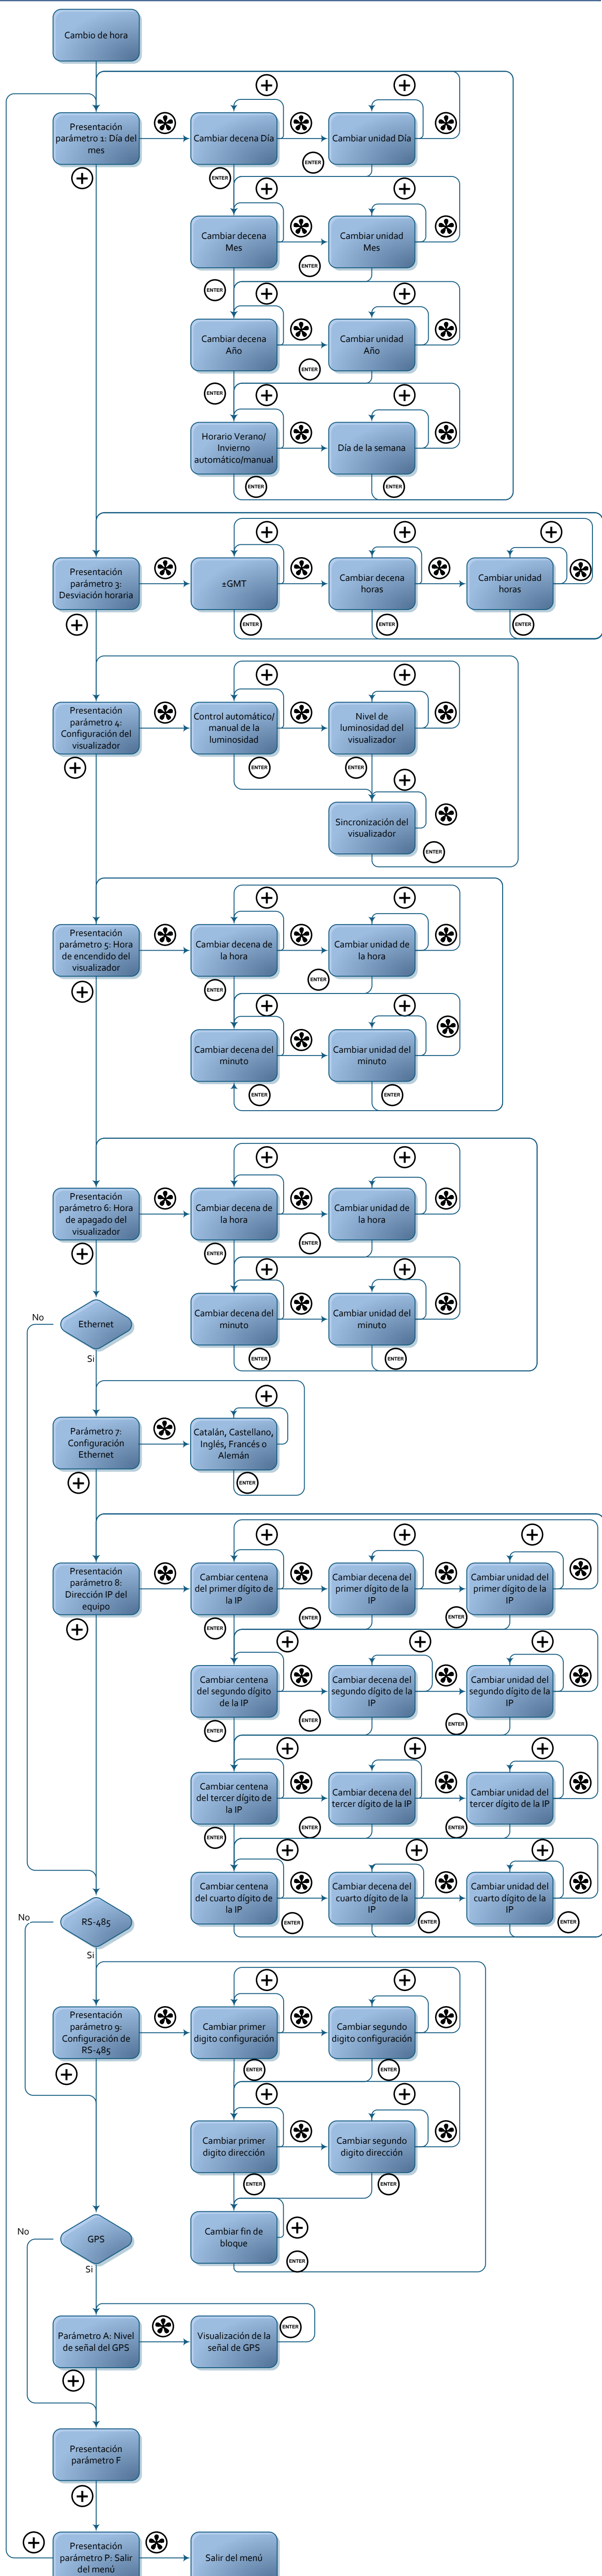 Cambio de hora
Presentación
parámetro 1: Día del
mes
Cambiar decena Día
Cambiar unidad Día
ENTER
ENTER
Cambiar decena
Mes
Cambiar unidad
Mes
ENTER
ENTER
Cambiar decena
Año
Cambiar unidad
Año
ENTER
ENTER
Horario Verano/
Invierno
automático/manual
Día de la semana
ENTER
ENTER
Presentación
parámetro 3:
Desviación horaria
±GMT
Cambiar decena
horas
Cambiar unidad
horas
ENTER
ENTER
ENTER
Presentación
parámetro 4:
Configuración del
visualizador
Control automático/
manual de la
luminosidad
Nivel de
luminosidad del
visualizador
ENTER
ENTER
Sincronización del
visualizador
ENTER
Presentación
parámetro 5: Hora
de encendido del
visualizador
Cambiar decena de
la hora
Cambiar unidad de
la hora
ENTER
ENTER
Cambiar decena del
minuto
Cambiar unidad del
minuto
ENTER
ENTER
Presentación
parámetro 6: Hora
de apagado del
visualizador
Cambiar decena de
la hora
Cambiar unidad de
la hora
ENTER
ENTER
Cambiar decena del
minuto
Cambiar unidad del
minuto
ENTER
ENTER
No
Ethernet
Si
Parámetro 7:
Configuración
Ethernet
Catalán, Castellano,
Inglés, Francés o
Alemán
ENTER
Presentación
parámetro 8:
Dirección IP del
equipo
Cambiar centena
del primer dígito de
la IP
Cambiar decena del
primer dígito de la
IP
Cambiar unidad del
primer dígito de la
IP
ENTER
ENTER
ENTER
Cambiar centena
del segundo dígito
de la IP
Cambiar decena del
segundo dígito de la
IP
Cambiar unidad del
segundo dígito de la
IP
ENTER
ENTER
ENTER
Cambiar centena
del tercer dígito de
la IP
Cambiar decena del
tercer dígito de la IP
Cambiar unidad del
tercer dígito de la IP
ENTER
ENTER
ENTER
Cambiar centena
del cuarto dígito de
la IP
Cambiar decena del
cuarto dígito de la
IP
Cambiar unidad del
cuarto dígito de la
IP
ENTER
ENTER
ENTER
No
RS-485
Si
Presentación
parámetro 9:
Configuración de
RS-485
Cambiar primer
digito configuración
Cambiar segundo
digito configuración
ENTER
ENTER
Cambiar primer
digito dirección
Cambiar segundo
digito dirección
ENTER
ENTER
Cambiar fin de
bloque
ENTER
No
GPS
Si
Parámetro A: Nivel
de señal del GPS
Visualización de la
señal de GPS
ENTER
Presentación
parámetro F
Presentación
parámetro P: Salir
del menú
Salir del menú